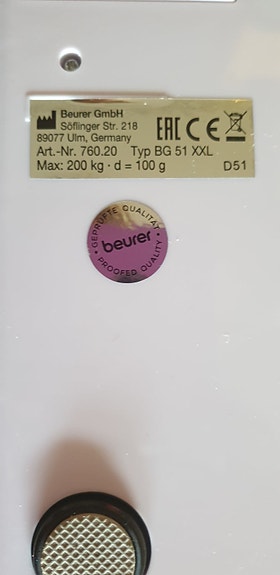 Beurer GmbH
Söflinger Str. 218
89077 Ulm, Germany
EAC CE
Art.-Nr. 760.20 Typ BG 51 XXL
Max: 200 kg · d = 100 g D51
· GEPRÜFTE QUALITÄT ·
beurer
PROOFED QUALITY